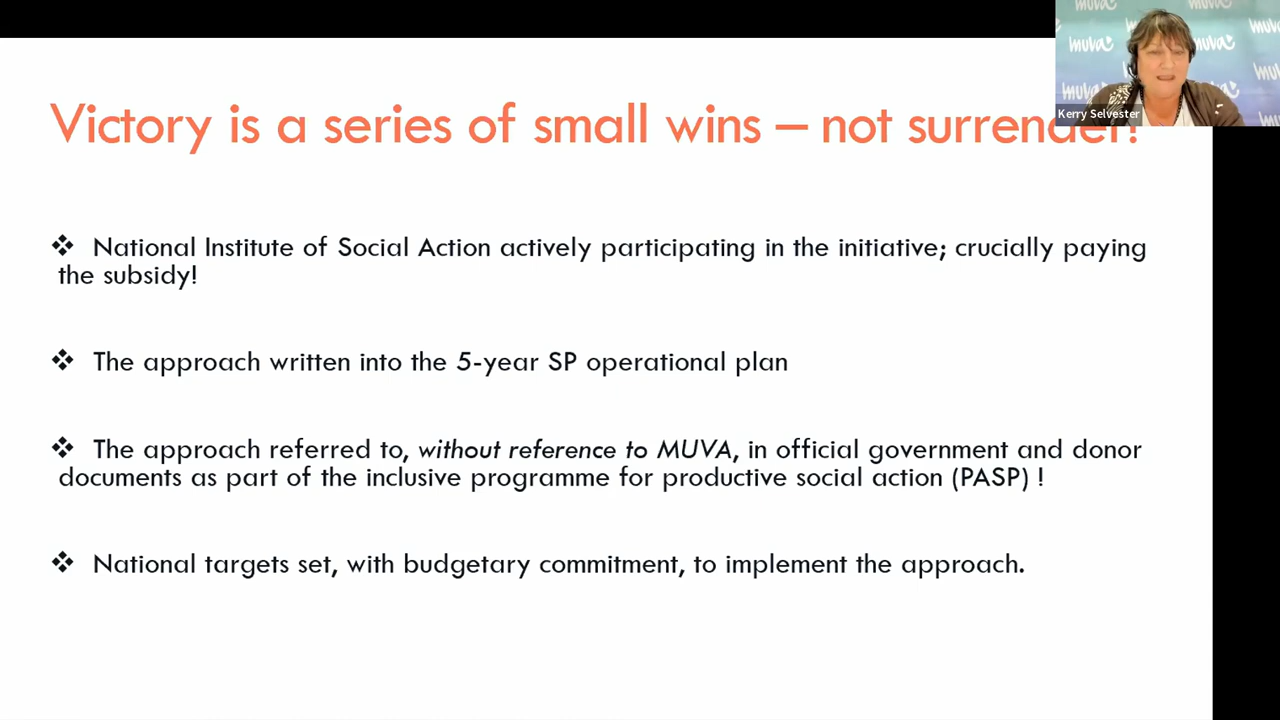 Victory is a series of small wins – not surrender!
❖ National Institute of Social Action actively participating in the initiative; crucially paying
the subsidy!
❖ The approach written into the 5-year SP operational plan
❖ The approach referred to, without reference to MUVA, in official government and donor
documents as part of the inclusive programme for productive social action (PASP) !
❖ National targets set, with budgetary commitment, to implement the approach.
muva
muva
muva
Kerry Selvester